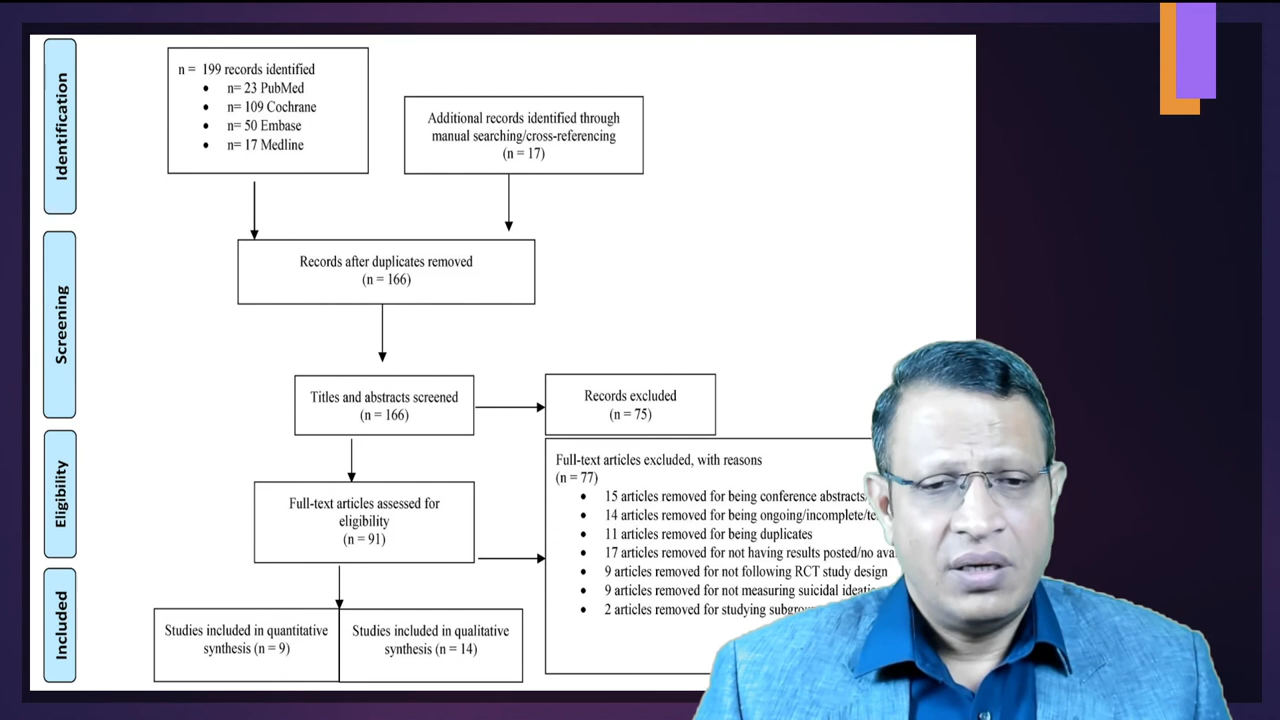 Identification
n = 199 records identified
• n= 23 PubMed
• n= 109 Cochrane
• n= 50 Embase
• n= 17 Medline
Additional records identified through
manual searching/cross-referencing
(n = 17)
Screening
Records after duplicates removed
(n = 166)
Titles and abstracts screened
(n = 166)
Records excluded
(n = 75)
Eligibility
Full-text articles assessed for
eligibility
(n = 91)
Full-text articles excluded, with reasons
(n = 77)
• 15 articles removed for being conference abstracts/
• 14 articles removed for being ongoing/incomplete/
• 11 articles removed for being duplicates
• 17 articles removed for not having results posted/no
• 9 articles removed for not following RCT study design
• 9 articles removed for not measuring suicidal
• 2 articles removed for studying
Included
Studies included in quantitative
synthesis (n = 9)
Studies included in qualitative
synthesis (n = 14)